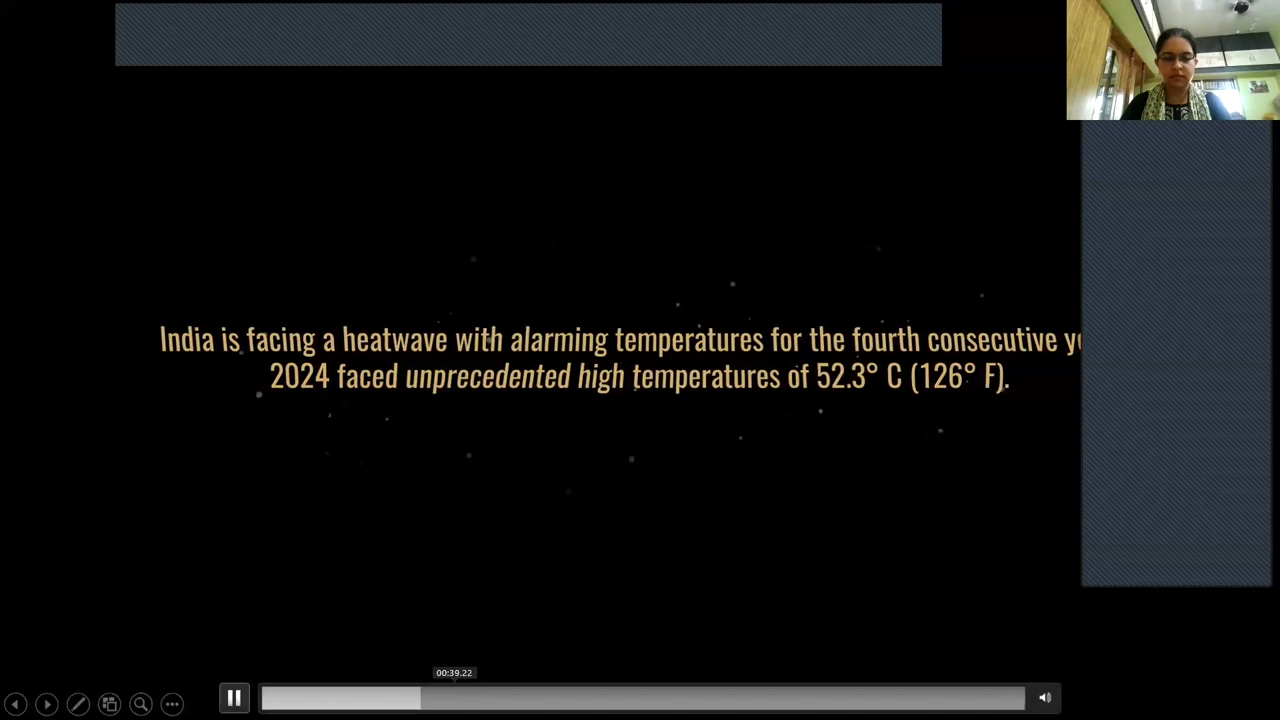 India is facing a heatwave with alarming temperatures for the fourth consecutive
2024 faced unprecedented high temperatures of 52.3° C (126° F).
00:39.22